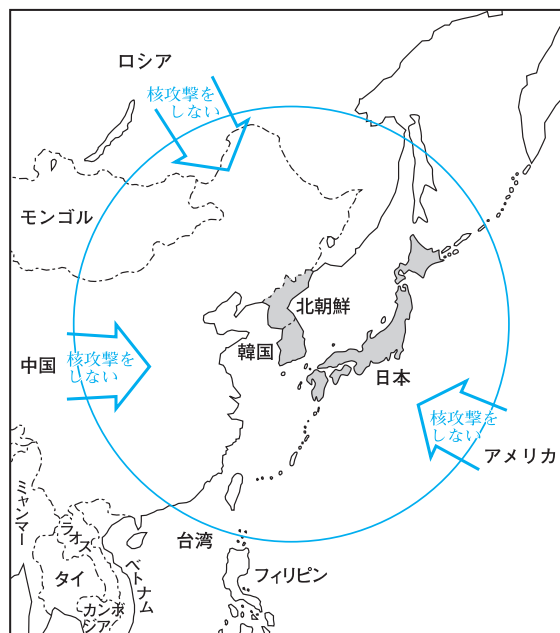 ロシア
核攻撃を
しない
モンゴル
北朝鮮
韓国
日本
中国
核攻撃を
しない
核攻撃を
しない
アメリカ
ミャンマー
ラオス
タイ
カンボ
ジア
ベトナム
台湾
フィリピン